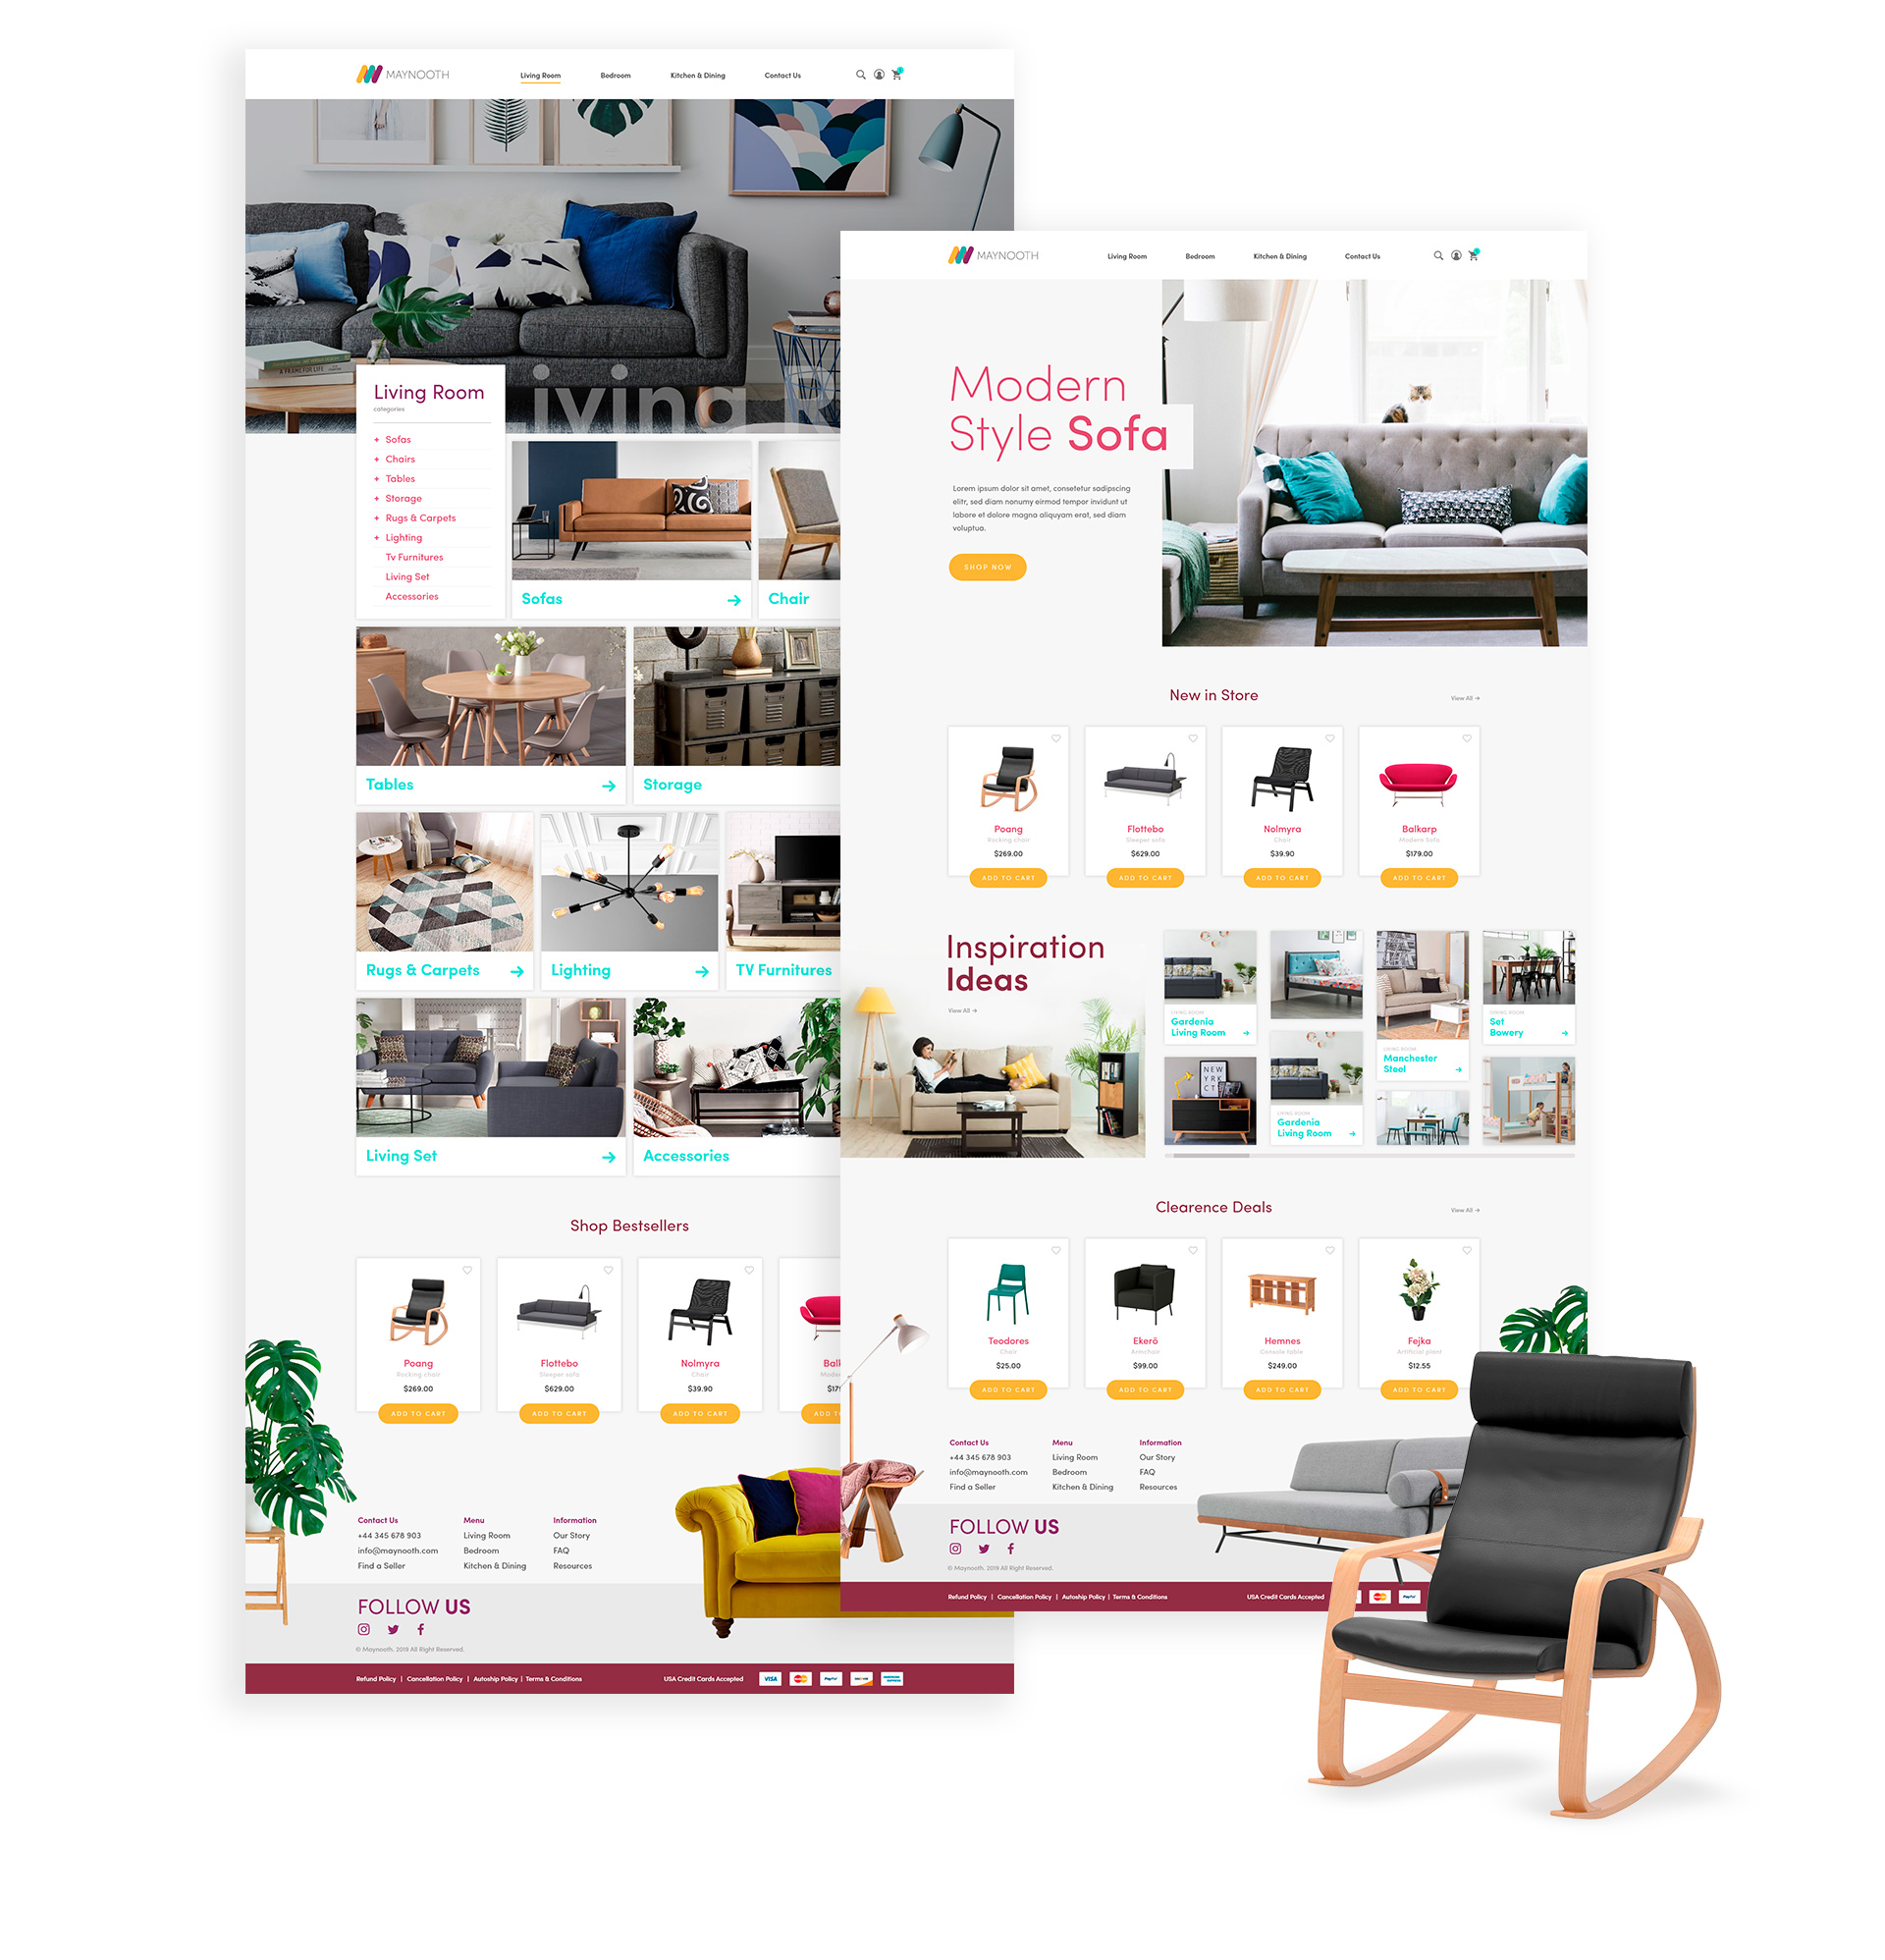 MAYNOOTH
Living Room
Bedroom
Kitchen & Dining
Contact Us
A FRAME FOR LIFE
Living R
Living Room
categories
+ Sofas
+ Chairs
+ Tables
+ Storage
+ Rugs & Carpets
+ Lighting
Tv Furnitures
Living Set
Accessories
Sofas →
Chair
Tables →
Storage
Rugs & Carpets →
Lighting →
TV Furnitures
Living Set →
Accessories
Shop Bestsellers
Poang
Rocking chair
$269.00
ADD TO CART
Flottebo
Sleeper sofa
$629.00
ADD TO CART
Nolmyra
Chair
$39.90
ADD TO CART
Balk
Moder
$179
ADD TO
Contact Us
+44 345 678 903
info@maynooth.com
Find a Seller
Menu
Living Room
Bedroom
Kitchen & Dining
Information
Our Story
FAQ
Resources
FOLLOW US
© Maynooth. 2019 All Right Reserved.
Refund Policy | Cancellation Policy | Autoship Policy | Terms & Conditions
USA Credit Cards Accepted
VISA
PayPal
MAYNOOTH
Living Room
Bedroom
Kitchen & Dining
Contact Us
Modern
Style Sofa
Lorem ipsum dolor sit amet, consetetur sadipscing
elitr, sed diam nonumy eirmod tempor invidunt ut
labore et dolore magna aliquyam erat, sed diam
voluptua.
SHOP NOW
New in Store
View All →
Poang
Rocking chair
$269.00
ADD TO CART
Flottebo
Sleeper sofa
$629.00
ADD TO CART
Nolmyra
Chair
$39.90
ADD TO CART
Balkarp
Modern Sofa
$179.00
ADD TO CART
Inspiration
Ideas
View All →
LIVING ROOM
Gardenia
Living Room →
NEW
YRK
CT
LIVING ROOM
Gardenia
Living Room →
LIVING ROOM
Manchester
Steel →
DINING ROOM
Set
Bowery →
Clearence Deals
View All →
Teodores
Chair
$25.00
ADD TO CART
Ekerö
Armchair
$99.00
ADD TO CART
Hemnes
Console table
$249.00
ADD TO CART
Fejka
Artificial plant
$12.55
ADD TO CART
Contact Us
+44 345 678 903
info@maynooth.com
Find a Seller
Menu
Living Room
Bedroom
Kitchen & Dining
Information
Our Story
FAQ
Resources
FOLLOW US
© Maynooth. 2019 All Right Reserved.
Refund Policy | Cancellation Policy | Autoship Policy | Terms & Conditions
USA Credit Cards Accepted
PayPal